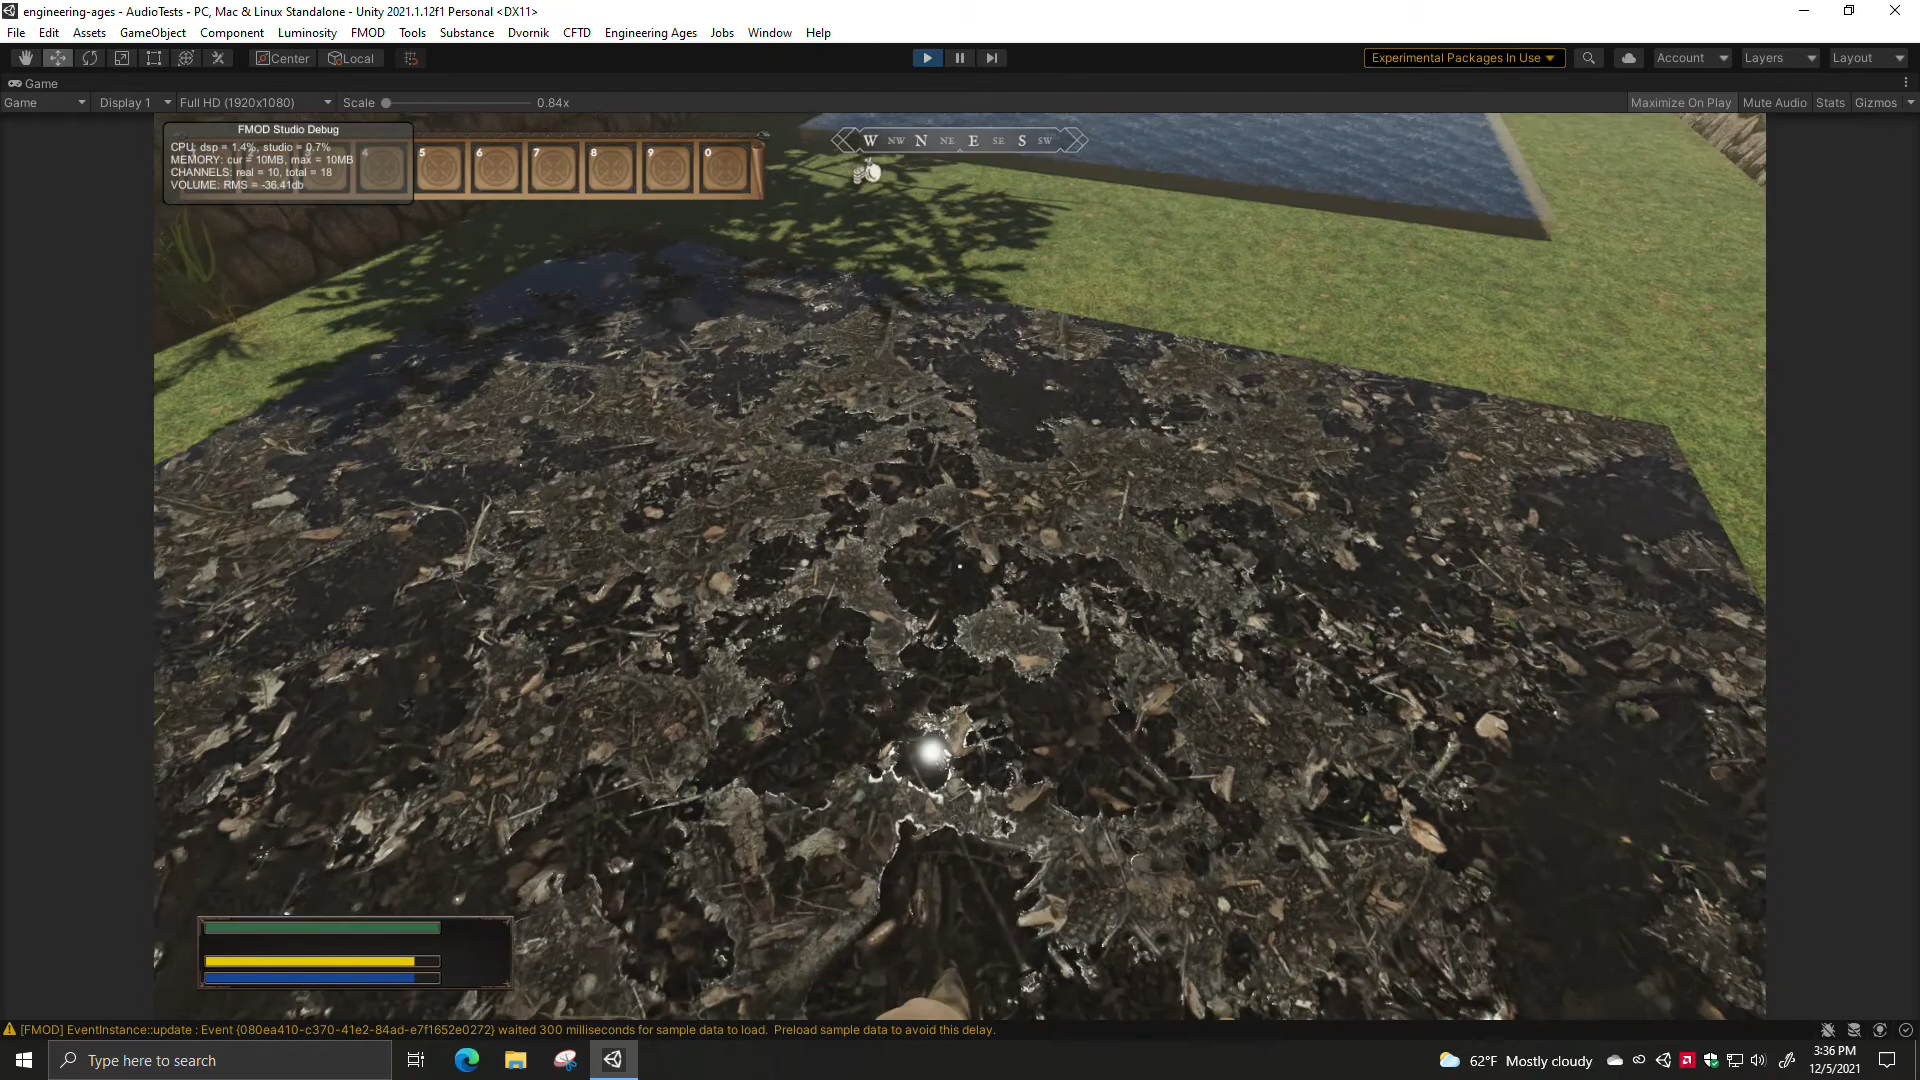 engineering-ages - AudioTests - PC, Mac & Linux Standalone - Unity 2021.1.12f1 Personal <DX11>
File Edit Assets GameObject Component Luminosity FMOD Tools Substance Dvornik CFTD Engineering Ages Jobs Window Help
Center Local Experimental Packages In Use Account Layers Layout
Game
Game Display 1 Full HD (1920x1080) Scale 0.84x Maximize On Play Mute Audio Stats Gizmos
FMOD Studio Debug
CPU: dsp = 1.4%, studio = 0.7%
MEMORY: cur = 10MB, max = 10MB
CHANNELS: real = 10, total = 18
VOLUME: RMS = -36.41db
4 5 6 7 8 9 0
W NW N NE E SE S SW
[FMOD] EventInstance::update : Event {080ea410-c370-41e2-84ad-e7f1652e0272} waited 300 milliseconds for sample data to load. Preload sample data to avoid this delay.
Type here to search
62°F Mostly cloudy
3:36 PM
12/5/2021